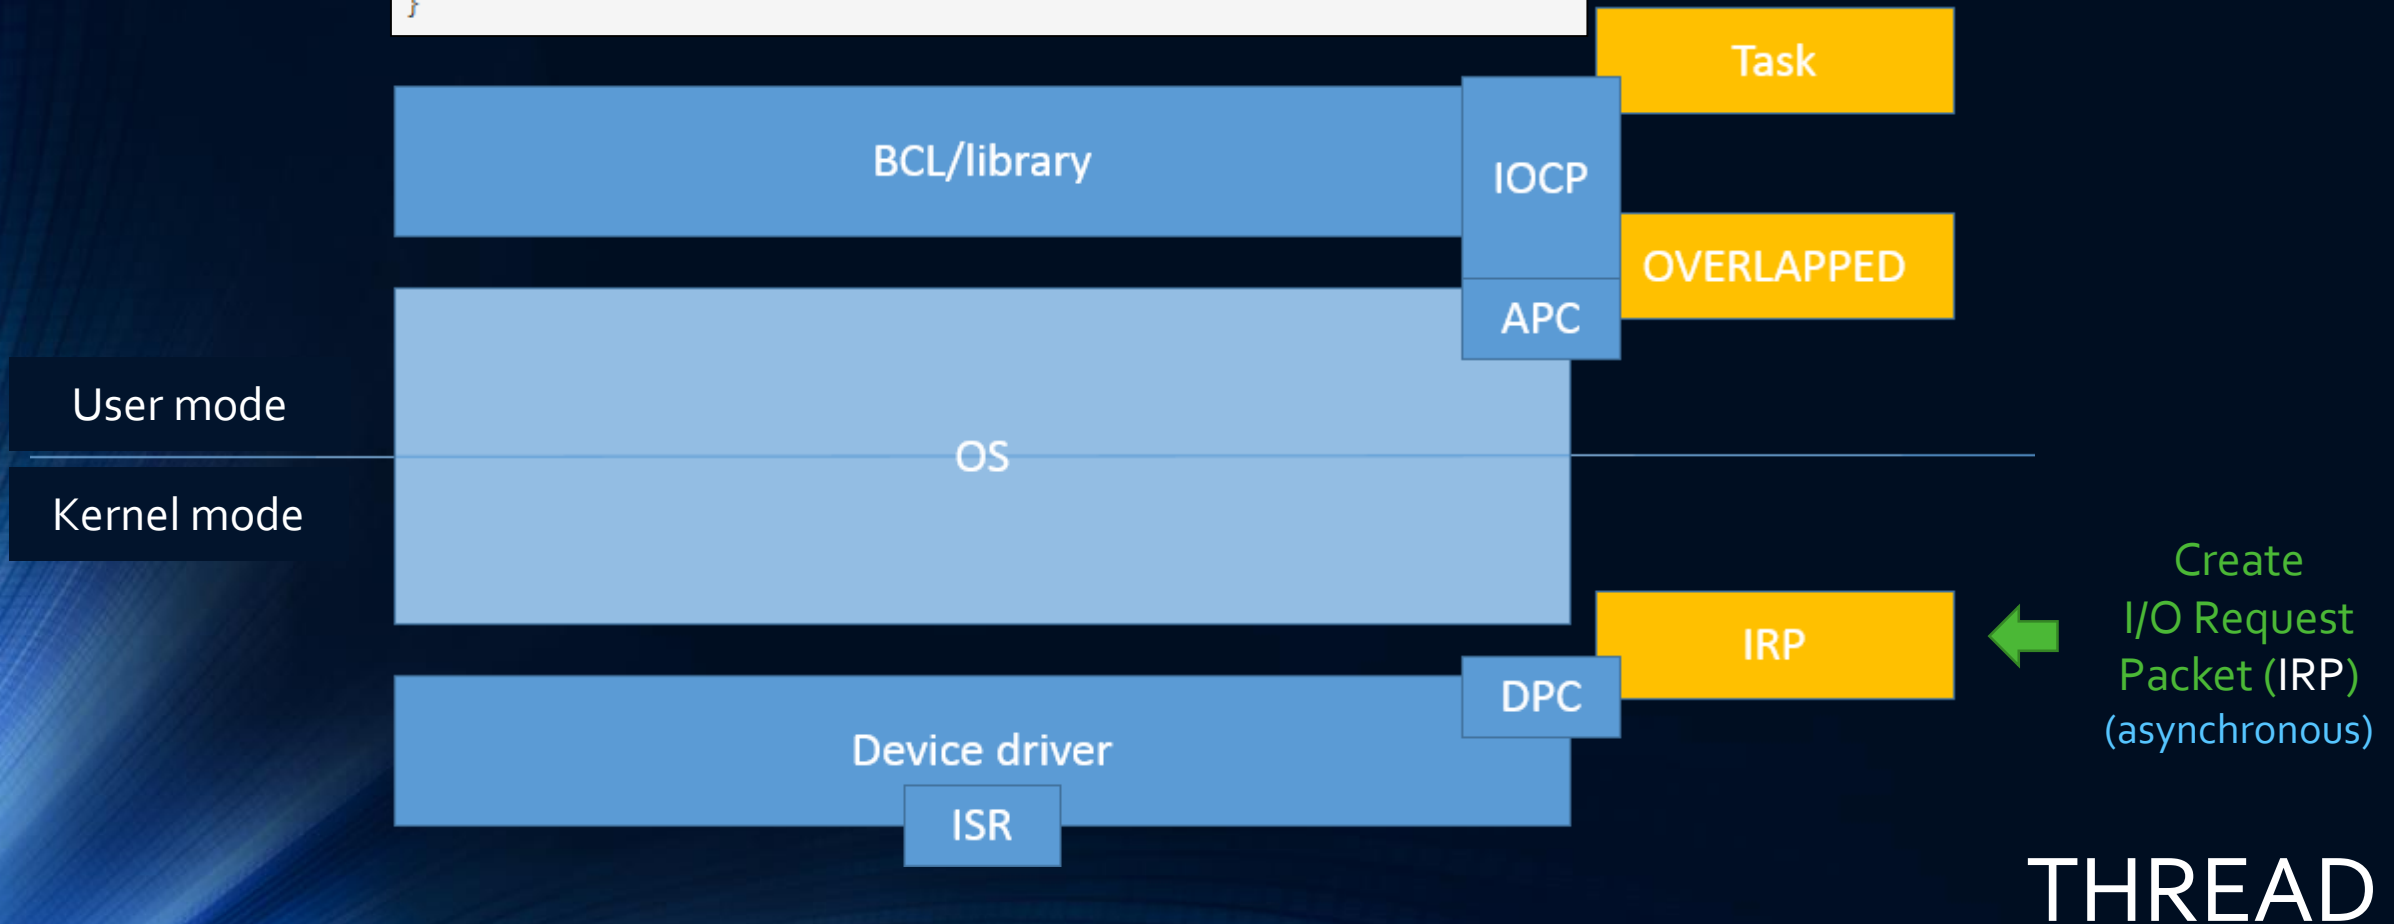 }
Task
BCL/library
IOCP
OVERLAPPED
APC
User mode
OS
Kernel mode
Create
I/O Request
Packet (IRP)
(asynchronous)
IRP
DPC
Device driver
ISR
THREAD